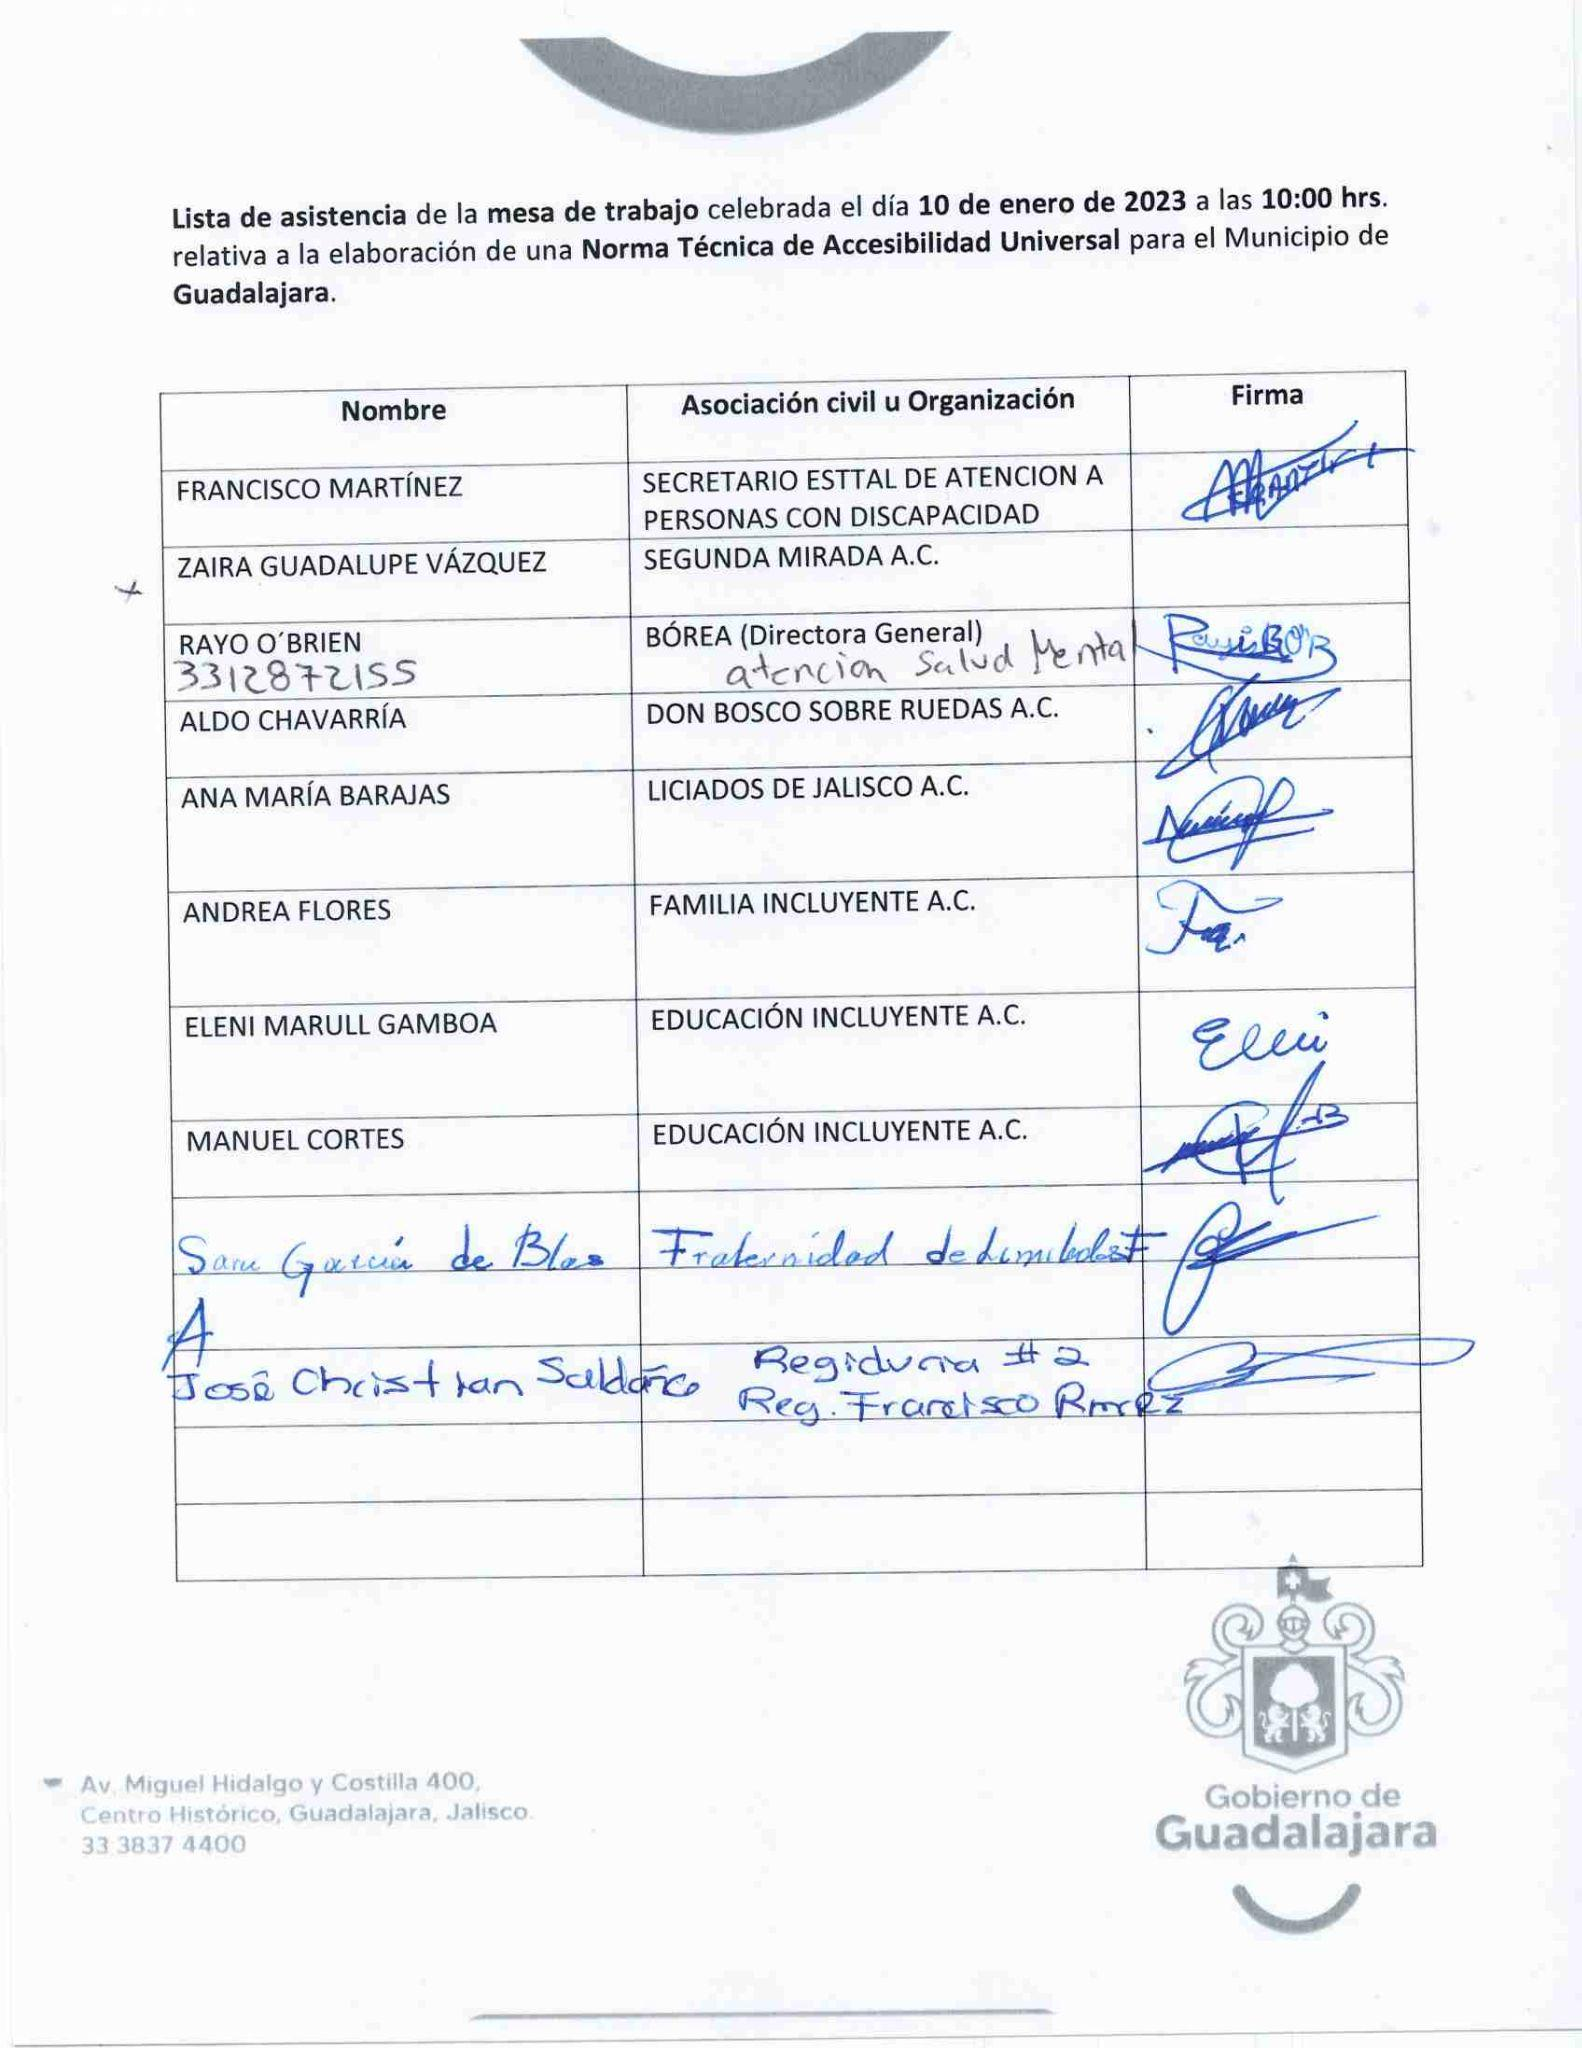 Lista de asistencia de la mesa de trabajo celebrada el día 10 de enero de 2023 a las 10:00 hrs.
relativa a la elaboración de una Norma Técnica de Accesibilidad Universal para el Municipio de
Guadalajara.
Nombre Asociación civil u Organización Firma
FRANCISCO MARTÍNEZ SECRETARIO ESTTAL DE ATENCION A
PERSONAS CON DISCAPACIDAD
ZAIRA GUADALUPE VÁZQUEZ SEGUNDA MIRADA A.C.
RAYO O´BRIEN BÓREA (Directora General)
3312872155 atencion Salud Mental
ALDO CHAVARRÍA DON BOSCO SOBRE RUEDAS A.C.
ANA MARÍA BARAJAS LICIADOS DE JALISCO A.C.
ANDREA FLORES FAMILIA INCLUYENTE A.C.
ELENI MARULL GAMBOA EDUCACIÓN INCLUYENTE A.C. Eleni
MANUEL CORTES EDUCACIÓN INCLUYENTE A.C.
García de Blas Fraternidad de
A
José Christian Saldaña Regiduria #2
Reg. Francisco
Av. Miguel Hidalgo y Costilla 400,
Centro Histórico, Guadalajara, Jalisco.
33 3837 4400
Gobierno de
Guadalajara